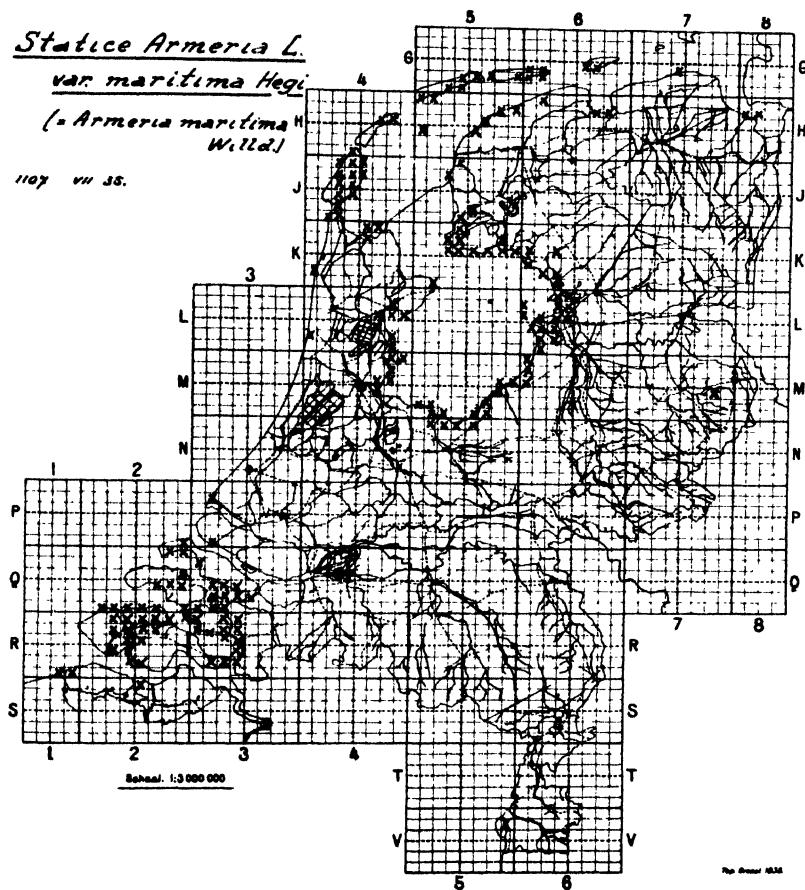 Statice Armeria L.
var. maritima Hegi
(= Armeria maritima
Willd.)
1107 VII 35.
5 6 7 8
6 G
4
H H
J J
K K
3
L L
M M
N N
1 2
P P
Q Q
7 8
R R
S S
1 2 3 4
Schaal. 1:3 000 000
T T
V V
5 6